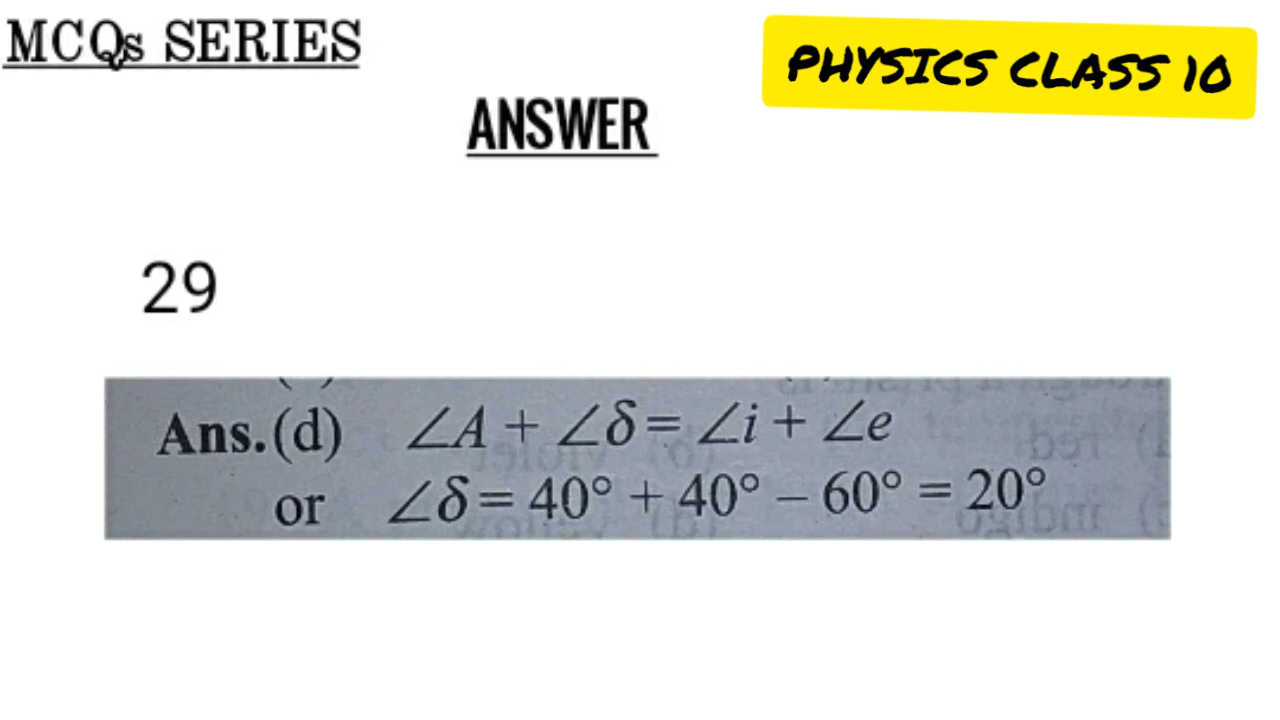 MCQs SERIES
PHYSICS CLASS 10
ANSWER
29
Ans.(d) ∠A + ∠δ = ∠i + ∠e
or ∠δ = 40° + 40° – 60° = 20°